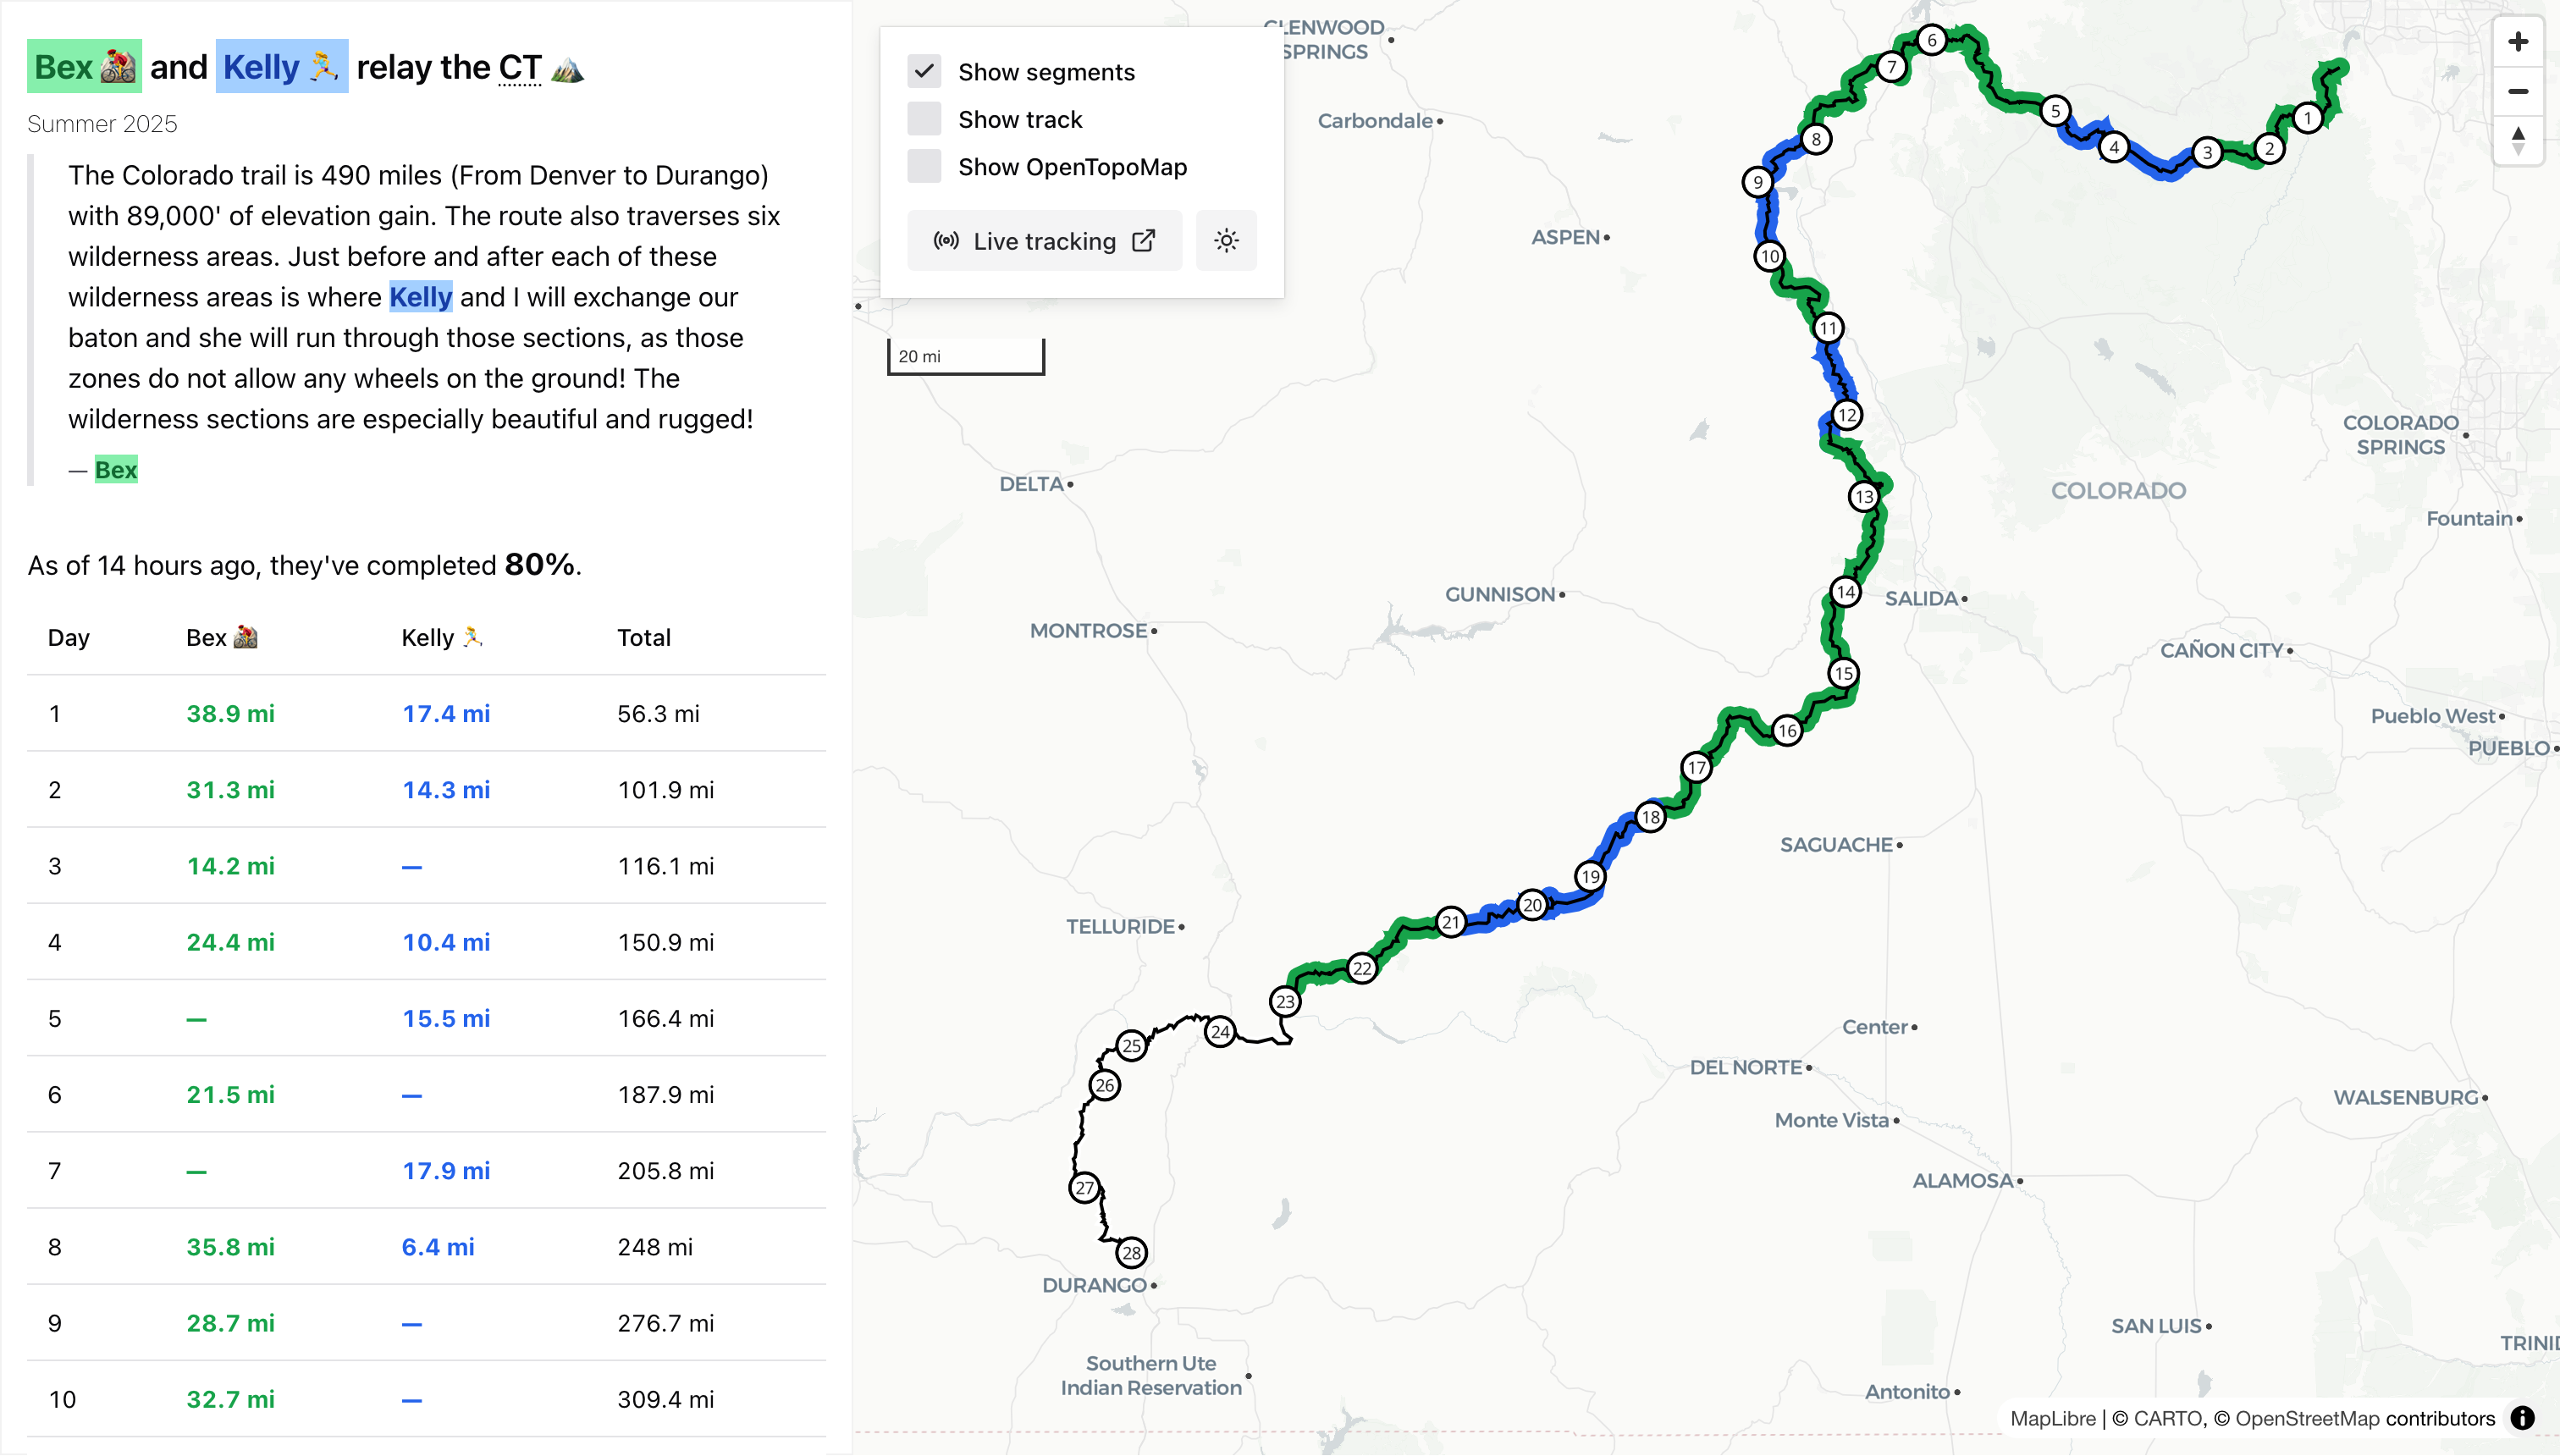 Bex and Kelly relay the CT
Summer 2025
The Colorado trail is 490 miles (From Denver to Durango)
with 89,000' of elevation gain. The route also traverses six
wilderness areas. Just before and after each of these
wilderness areas is where Kelly and I will exchange our
baton and she will run through those sections, as those
zones do not allow any wheels on the ground! The
wilderness sections are especially beautiful and rugged!
— Bex
As of 14 hours ago, they've completed 80%.
Day Bex Kelly Total
1 38.9 mi 17.4 mi 56.3 mi
2 31.3 mi 14.3 mi 101.9 mi
3 14.2 mi — 116.1 mi
4 24.4 mi 10.4 mi 150.9 mi
5 — 15.5 mi 166.4 mi
6 21.5 mi — 187.9 mi
7 — 17.9 mi 205.8 mi
8 35.8 mi 6.4 mi 248 mi
9 28.7 mi — 276.7 mi
10 32.7 mi — 309.4 mi
Show segments
Show track
Show OpenTopoMap
Live tracking
20 mi
GLENWOOD
SPRINGS
Carbondale
ASPEN
DELTA
GUNNISON
MONTROSE
TELLURIDE
DURANGO
Southern Ute
Indian Reservation
COLORADO
SPRINGS
COLORADO
Fountain
SALIDA
CAÑON CITY
Pueblo West
PUEBLO
SAGUACHE
Center
DEL NORTE
Monte Vista
WALSENBURG
ALAMOSA
SAN LUIS
TRINID
Antonito
1
2
3
4
5
6
7
8
9
10
11
12
13
14
15
16
17
18
19
20
21
22
23
24
25
26
27
28
MapLibre | © CARTO, © OpenStreetMap contributors